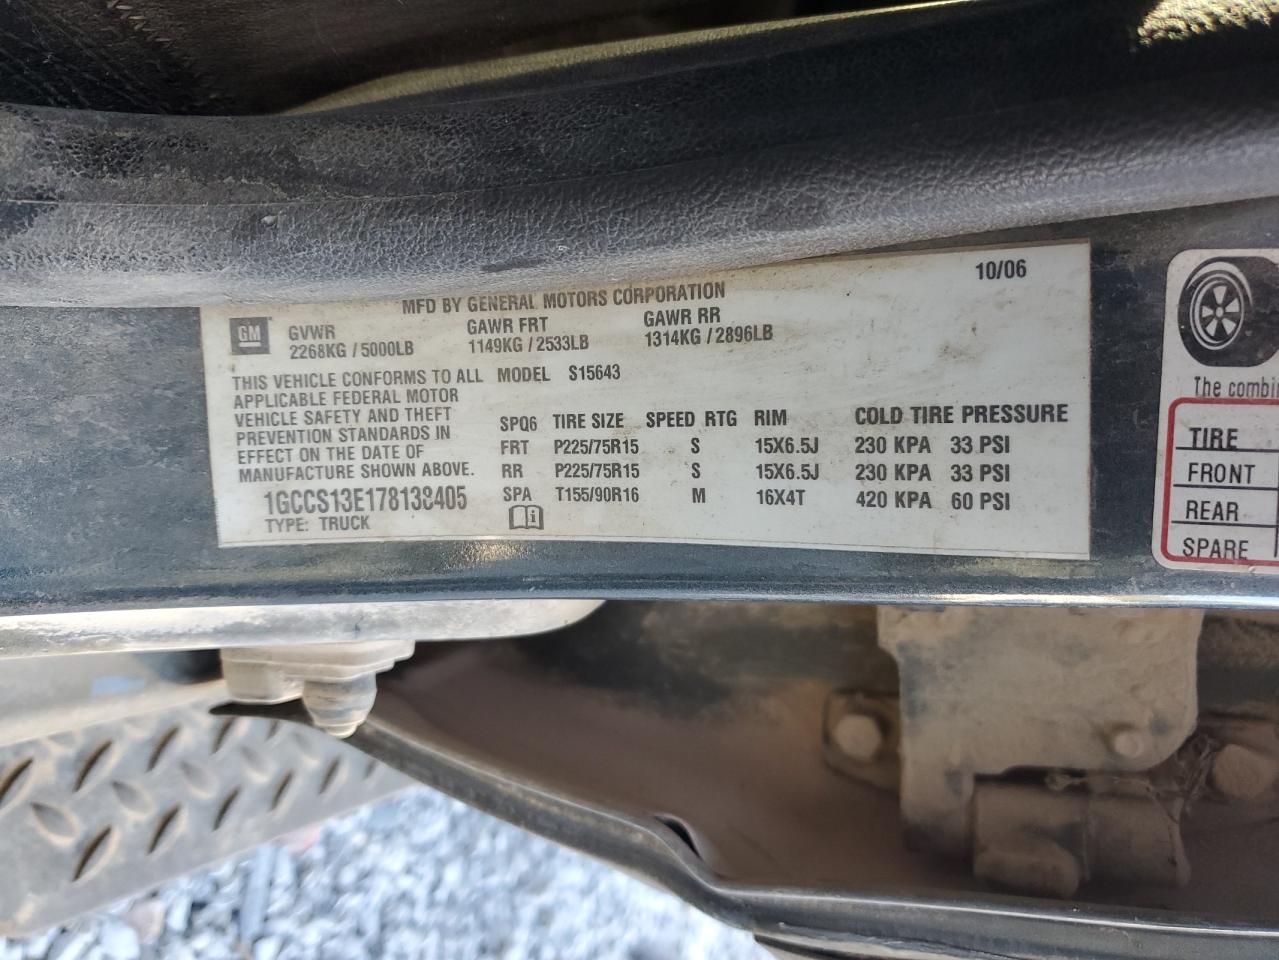 10/06
MFD BY GENERAL MOTORS CORPORATION
GM
GVWR GAWR FRT GAWR RR
2268KG / 5000LB 1149KG / 2533LB 1314KG / 2896LB
THIS VEHICLE CONFORMS TO ALL
APPLICABLE FEDERAL MOTOR
VEHICLE SAFETY AND THEFT
PREVENTION STANDARDS IN
EFFECT ON THE DATE OF
MANUFACTURE SHOWN ABOVE.
1GCCS13E178138405
TYPE: TRUCK
MODEL S15643
SPQ6 TIRE SIZE SPEED RTG RIM COLD TIRE PRESSURE
FRT P225/75R15 S 15X6.5J 230 KPA 33 PSI
RR P225/75R15 S 15X6.5J 230 KPA 33 PSI
SPA T155/90R16 M 16X4T 420 KPA 60 PSI
The combin
TIRE
FRONT
REAR
SPARE